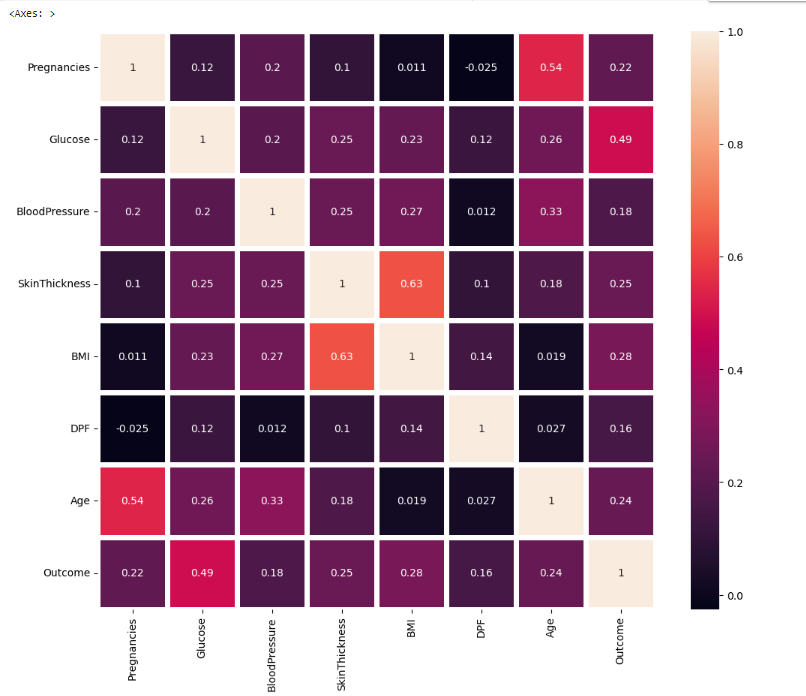 <Axes: >
Pregnancies 1 0.12 0.2 0.1 0.011 -0.025 0.54 0.22
Glucose 0.12 1 0.2 0.25 0.23 0.12 0.26 0.49
BloodPressure 0.2 0.2 1 0.25 0.27 0.012 0.33 0.18
SkinThickness 0.1 0.25 0.25 1 0.63 0.1 0.18 0.25
BMI 0.011 0.23 0.27 0.63 1 0.14 0.019 0.28
DPF -0.025 0.12 0.012 0.1 0.14 1 0.027 0.16
Age 0.54 0.26 0.33 0.18 0.019 0.027 1 0.24
Outcome 0.22 0.49 0.18 0.25 0.28 0.16 0.24 1
Pregnancies
Glucose
BloodPressure
SkinThickness
BMI
DPF
Age
Outcome
1.0
0.8
0.6
0.4
0.2
0.0